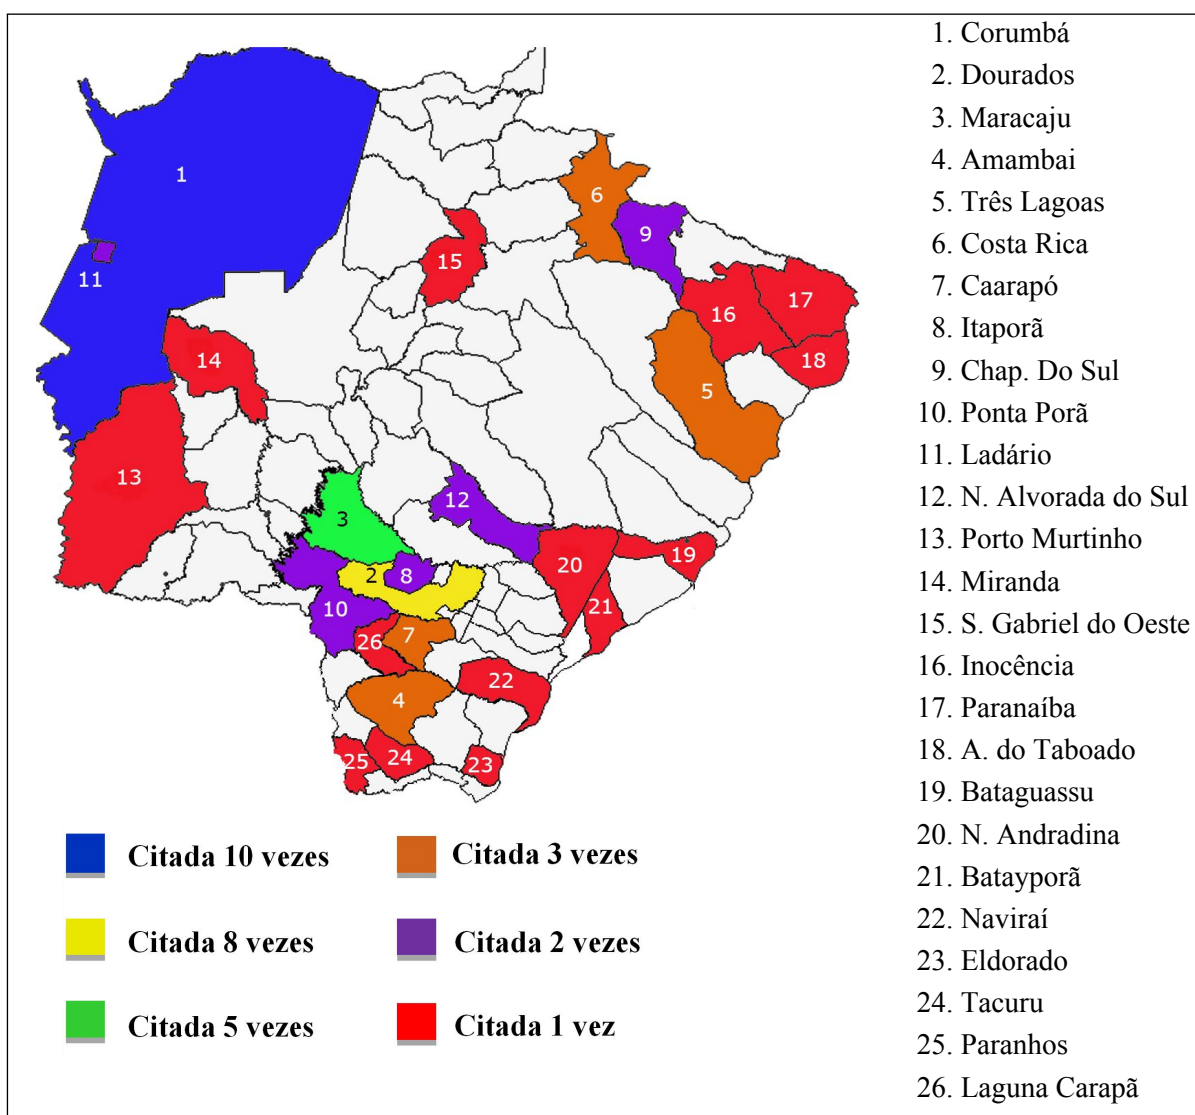 1. Corumbá
2. Dourados
3. Maracaju
4. Amambai
5. Três Lagoas
6. Costa Rica
7. Caarapó
8. Itaporã
9. Chap. Do Sul
10. Ponta Porã
11. Ladário
12. N. Alvorada do Sul
13. Porto Murtinho
14. Miranda
15. S. Gabriel do Oeste
16. Inocência
17. Paranaíba
18. A. do Taboado
19. Bataguassu
20. N. Andradina
21. Batayporã
22. Naviraí
23. Eldorado
24. Tacuru
25. Paranhos
26. Laguna Carapã
1
6
9
15
11
17
16
14
18
5
13
12
3
19
20
2
8
10
21
7
26
22
4
24
25
23
Citada 10 vezes
Citada 3 vezes
Citada 8 vezes
Citada 2 vezes
Citada 5 vezes
Citada 1 vez